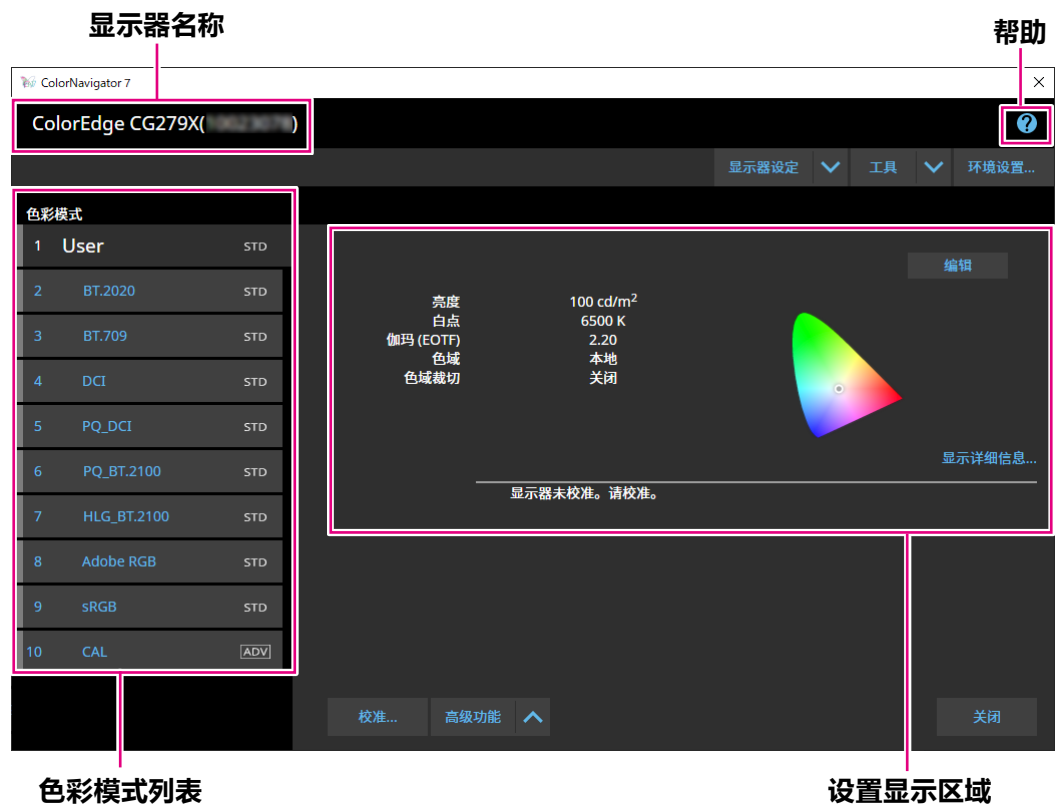 显示器名称
帮助
ColorNavigator 7
ColorEdge CG279X( )
显示器设定 工具 环境设置...
色彩模式
1 User STD
2 BT.2020 STD
3 BT.709 STD
4 DCI STD
5 PQ_DCI STD
6 PQ_BT.2100 STD
7 HLG_BT.2100 STD
8 Adobe RGB STD
9 sRGB STD
10 CAL ADV
编辑
亮度 100 cd/m²
白点 6500 K
伽玛 (EOTF) 2.20
色域 本地
色域裁切 关闭
显示详细信息...
显示器未校准。请校准。
校准... 高级功能 关闭
色彩模式列表
设置显示区域